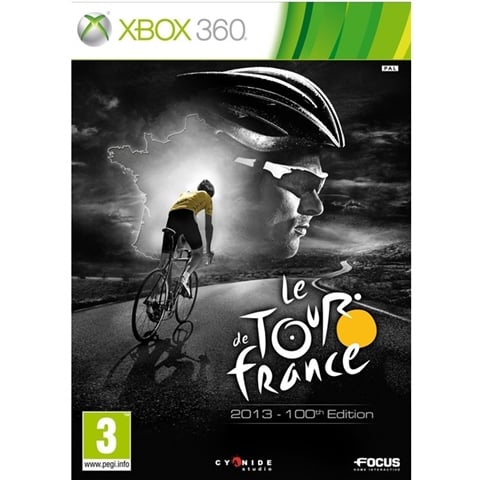 XBOX 360
PAL
Le
de TOUR
france
2013 - 100th Edition
3
www.pegi.info
CYANIDE
studio
FOCUS
HOME INTERACTIVE